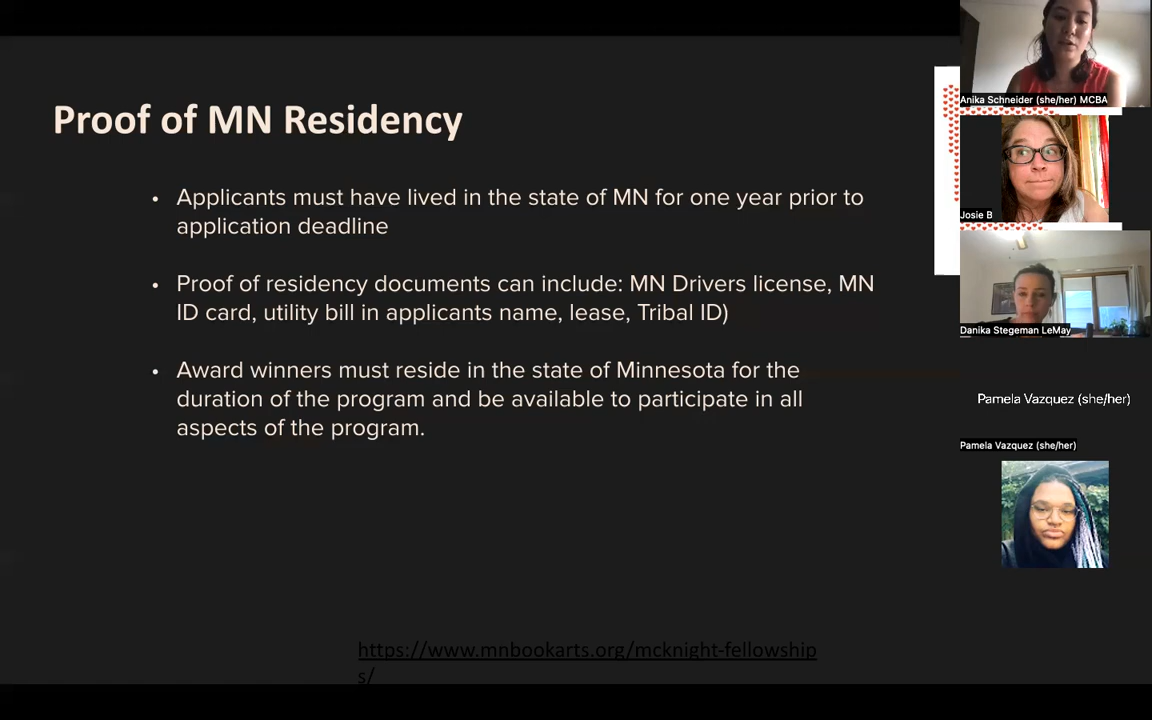 Proof of MN Residency
• Applicants must have lived in the state of MN for one year prior to
application deadline
• Proof of residency documents can include: MN Drivers license, MN
ID card, utility bill in applicants name, lease, Tribal ID)
• Award winners must reside in the state of Minnesota for the
duration of the program and be available to participate in all
aspects of the program.
https://www.mnbookarts.org/mcknight-fellowship
s/
Anika Schneider (she/her) MCBA
Josie B
Danika Stegeman LeMay
Pamela Vazquez (she/her)
Pamela Vazquez (she/her)